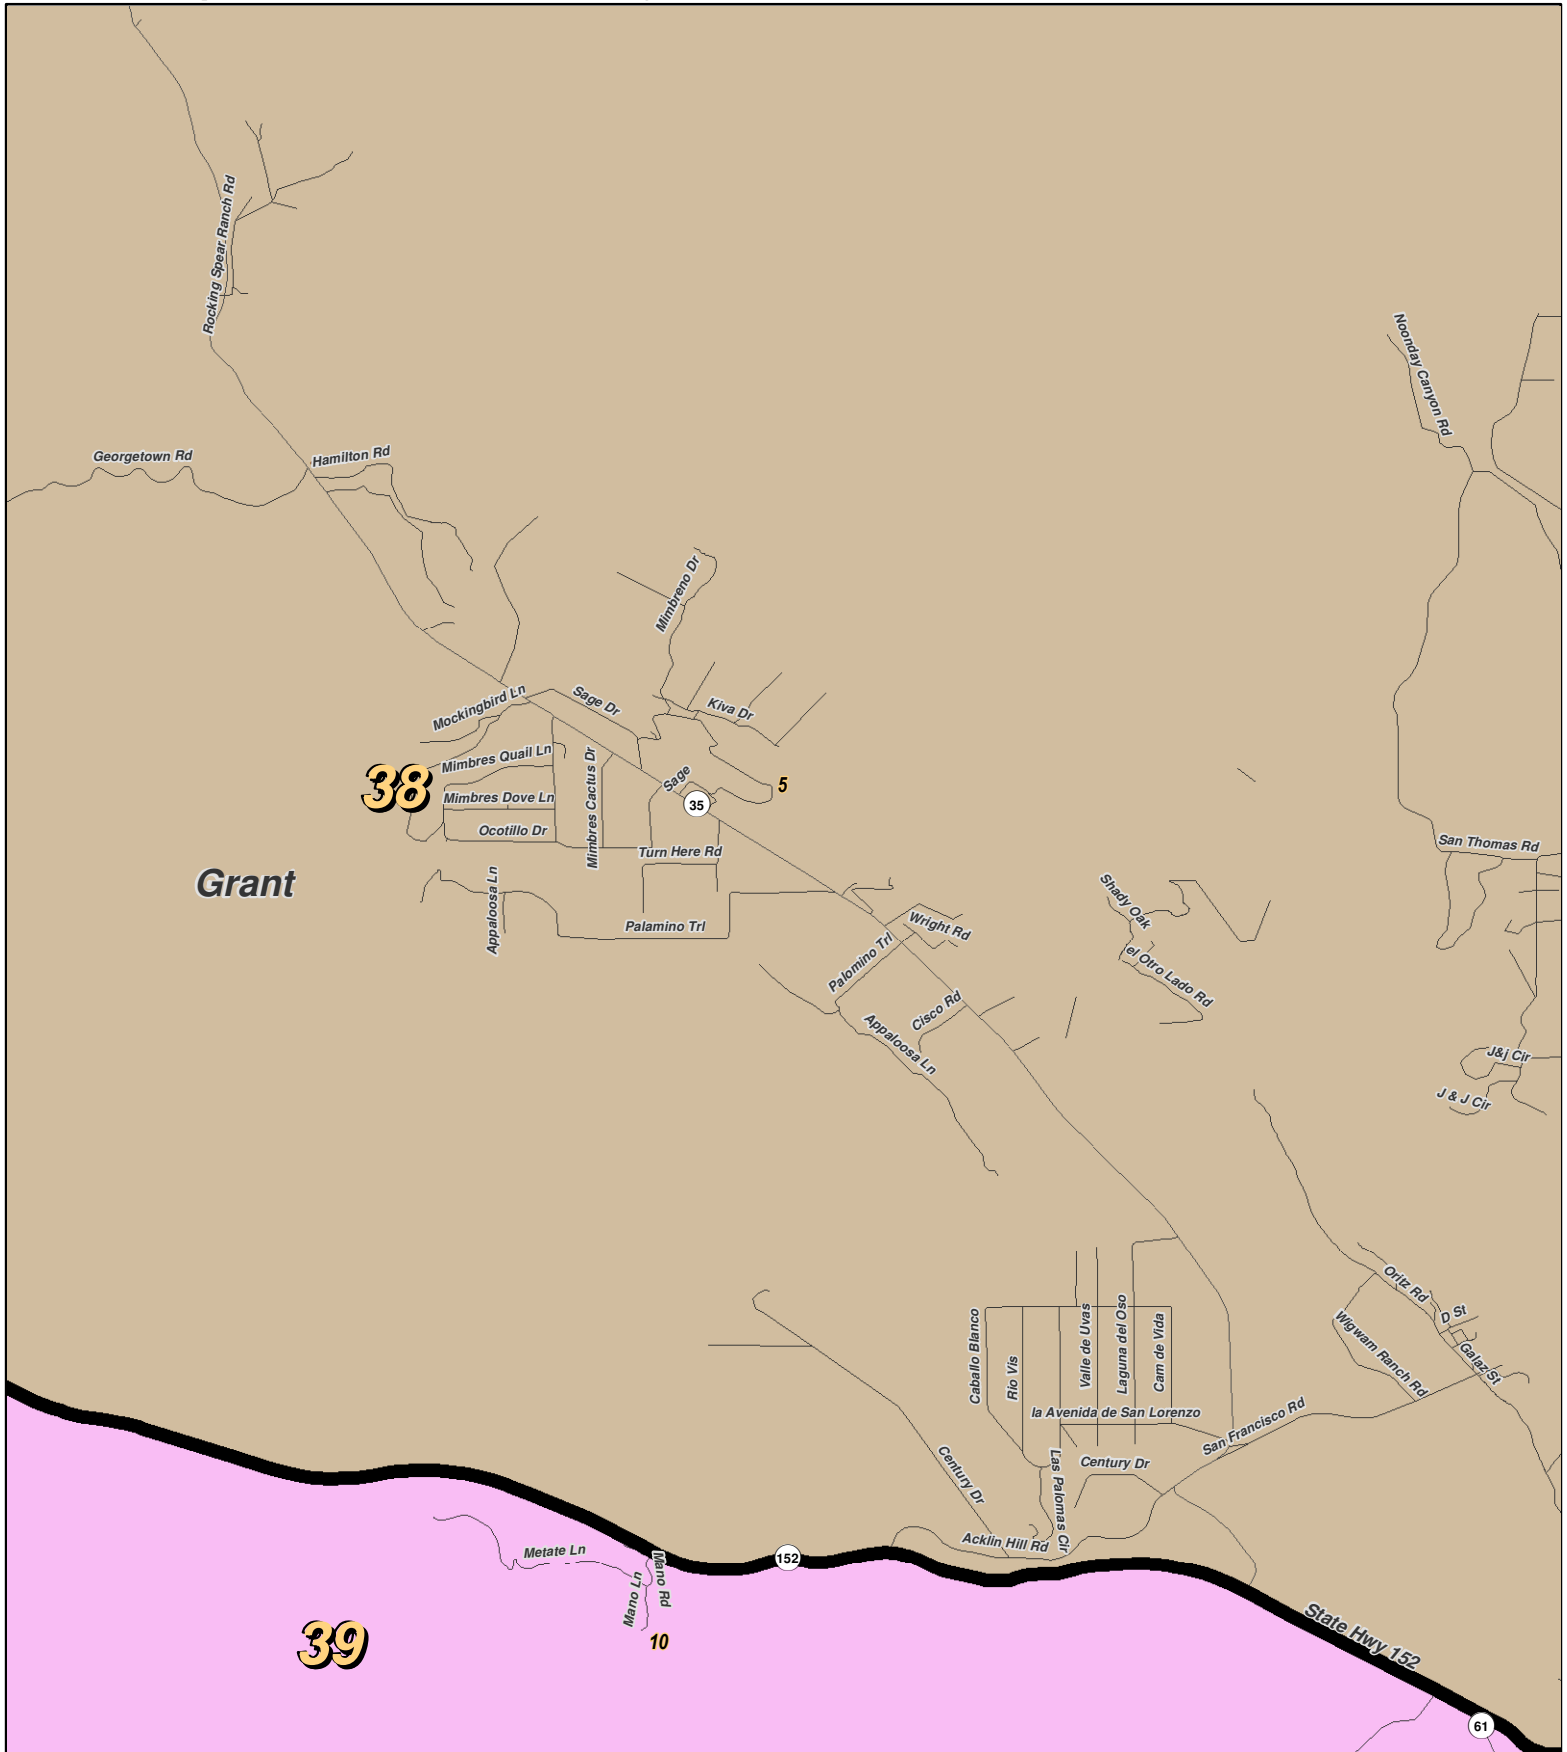 Rocking Spear Ranch Rd
Noonday Canyon Rd
Georgetown Rd
Hamilton Rd
Mimbreno Dr
Mockingbird Ln
Sage Dr
Kiva Dr
Mimbres Quail Ln
38
Sage
5
Mimbres Dove Ln
Mimbres Cactus Dr
35
Ocotillo Dr
Turn Here Rd
San Thomas Rd
Grant
Appaloosa Ln
Shady Oak
Palamino Trl
Wright Rd
Palomino Trl
el Otro Lado Rd
Cisco Rd
Appaloosa Ln
J&j Cir
J & J Cir
Oritz Rd
D St
Caballo Blanco
Rio Vis
Valle de Uvas
Laguna del Oso
Cam de Vida
Wigwam Ranch Rd
Galaz St
la Avenida de San Lorenzo
San Francisco Rd
Century Dr
Las Palomas Cir
Century Dr
Acklin Hill Rd
Metate Ln
152
Mano Ln
Mano Rd
39
10
State Hwy 152
61